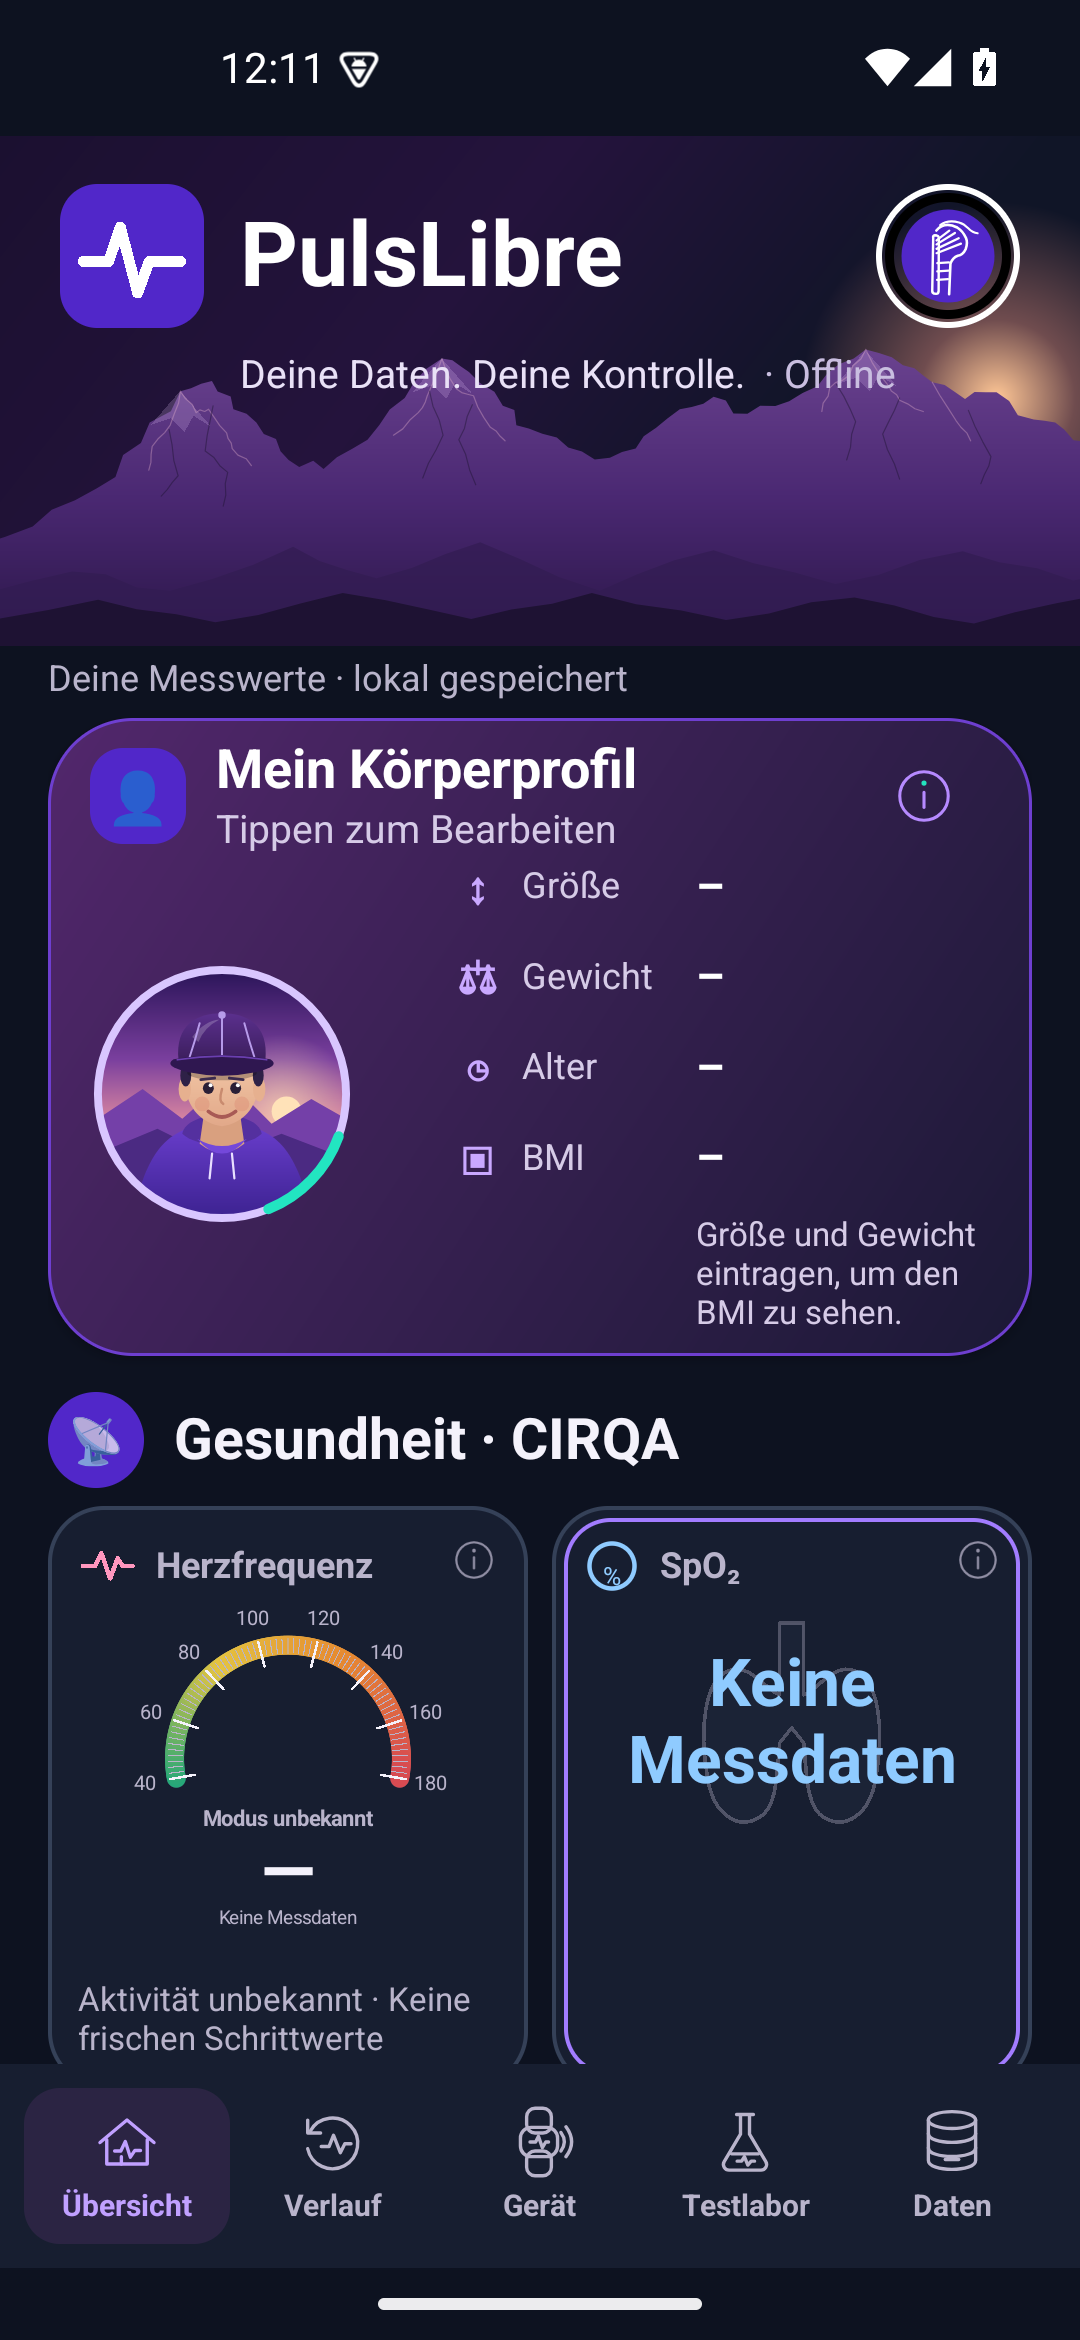 12:11
PulsLibre
Deine Daten. Deine Kontrolle. · Offline
Deine Messwerte · lokal gespeichert
Mein Körperprofil
Tippen zum Bearbeiten
Größe –
Gewicht –
Alter –
BMI –
Größe und Gewicht
eintragen, um den
BMI zu sehen.
Gesundheit · CIRQA
Herzfrequenz
40 60 80 100 120 140 160 180
Modus unbekannt
—
Keine Messdaten
Aktivität unbekannt · Keine
frischen Schrittwerte
% SpO₂
Keine
Messdaten
Übersicht Verlauf Gerät Testlabor Daten